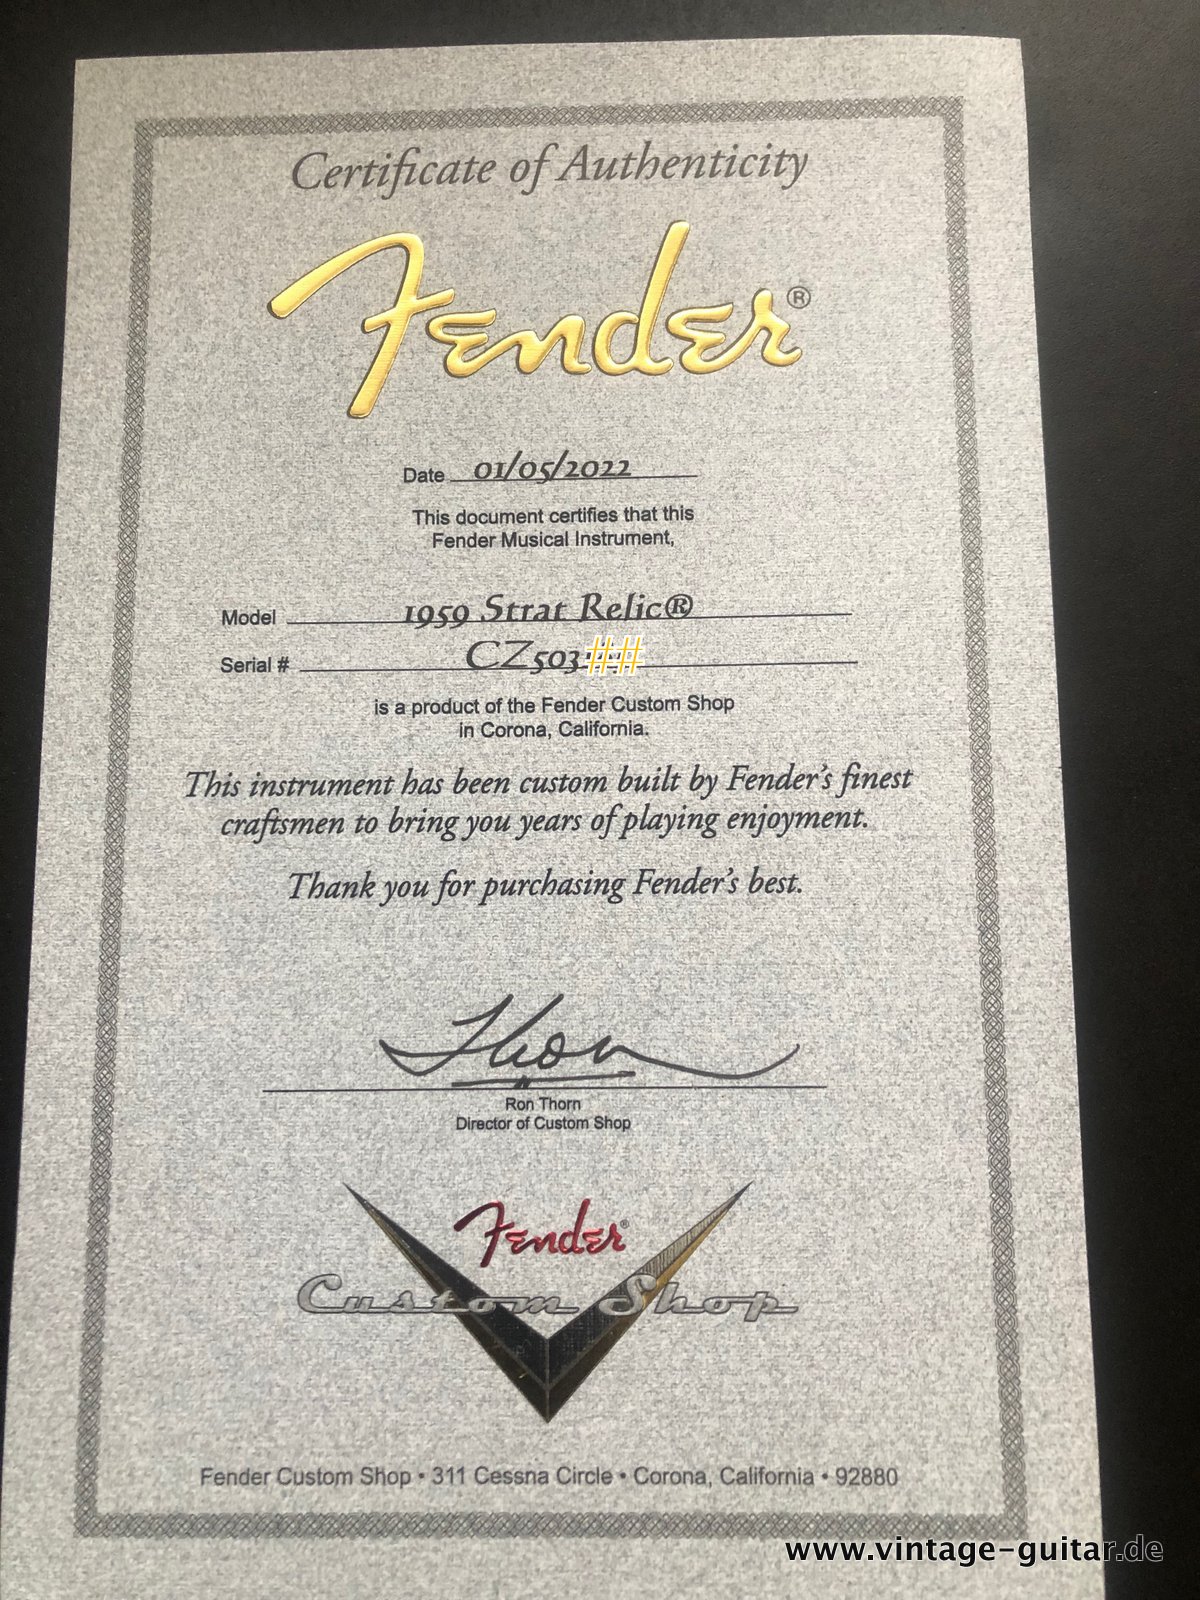 Certificate of Authenticity
Fender®
Date 01/05/2022
This document certifies that this
Fender Musical Instrument,
Model 1959 Strat Relic®
Serial # CZ503##
is a product of the Fender Custom Shop
in Corona, California.
This instrument has been custom built by Fender's finest
craftsmen to bring you years of playing enjoyment.
Thank you for purchasing Fender's best.
Thorn
Ron Thorn
Director of Custom Shop
Fender®
Custom Shop
Fender Custom Shop • 311 Cessna Circle • Corona, California • 92880
www.vintage-guitar.de